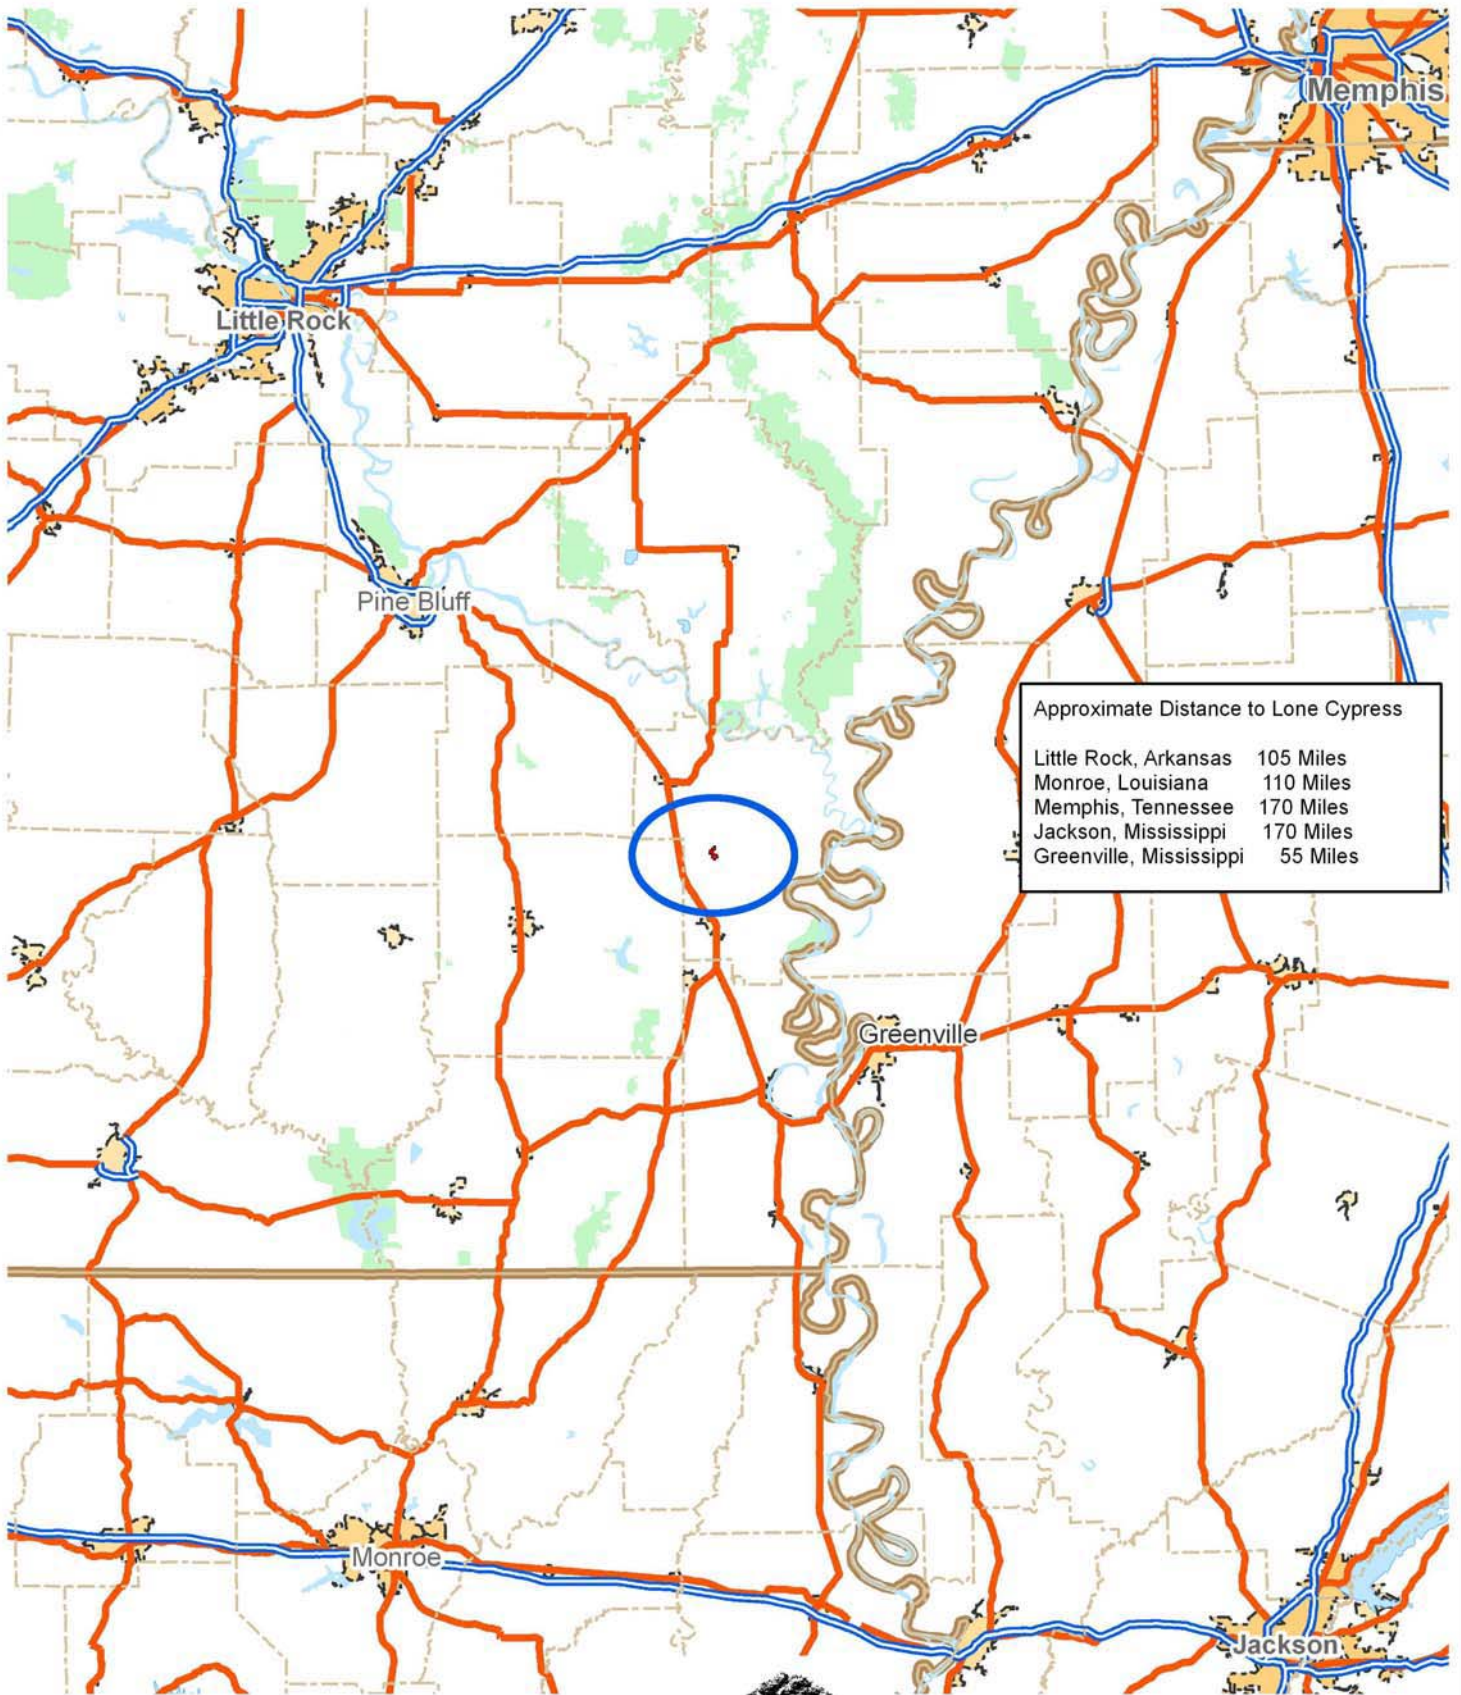 Memphis
Little Rock
Pine Bluff
Approximate Distance to Lone Cypress
Little Rock, Arkansas 105 Miles
Monroe, Louisiana 110 Miles
Memphis, Tennessee 170 Miles
Jackson, Mississippi 170 Miles
Greenville, Mississippi 55 Miles
Greenville
Monroe
Jackson